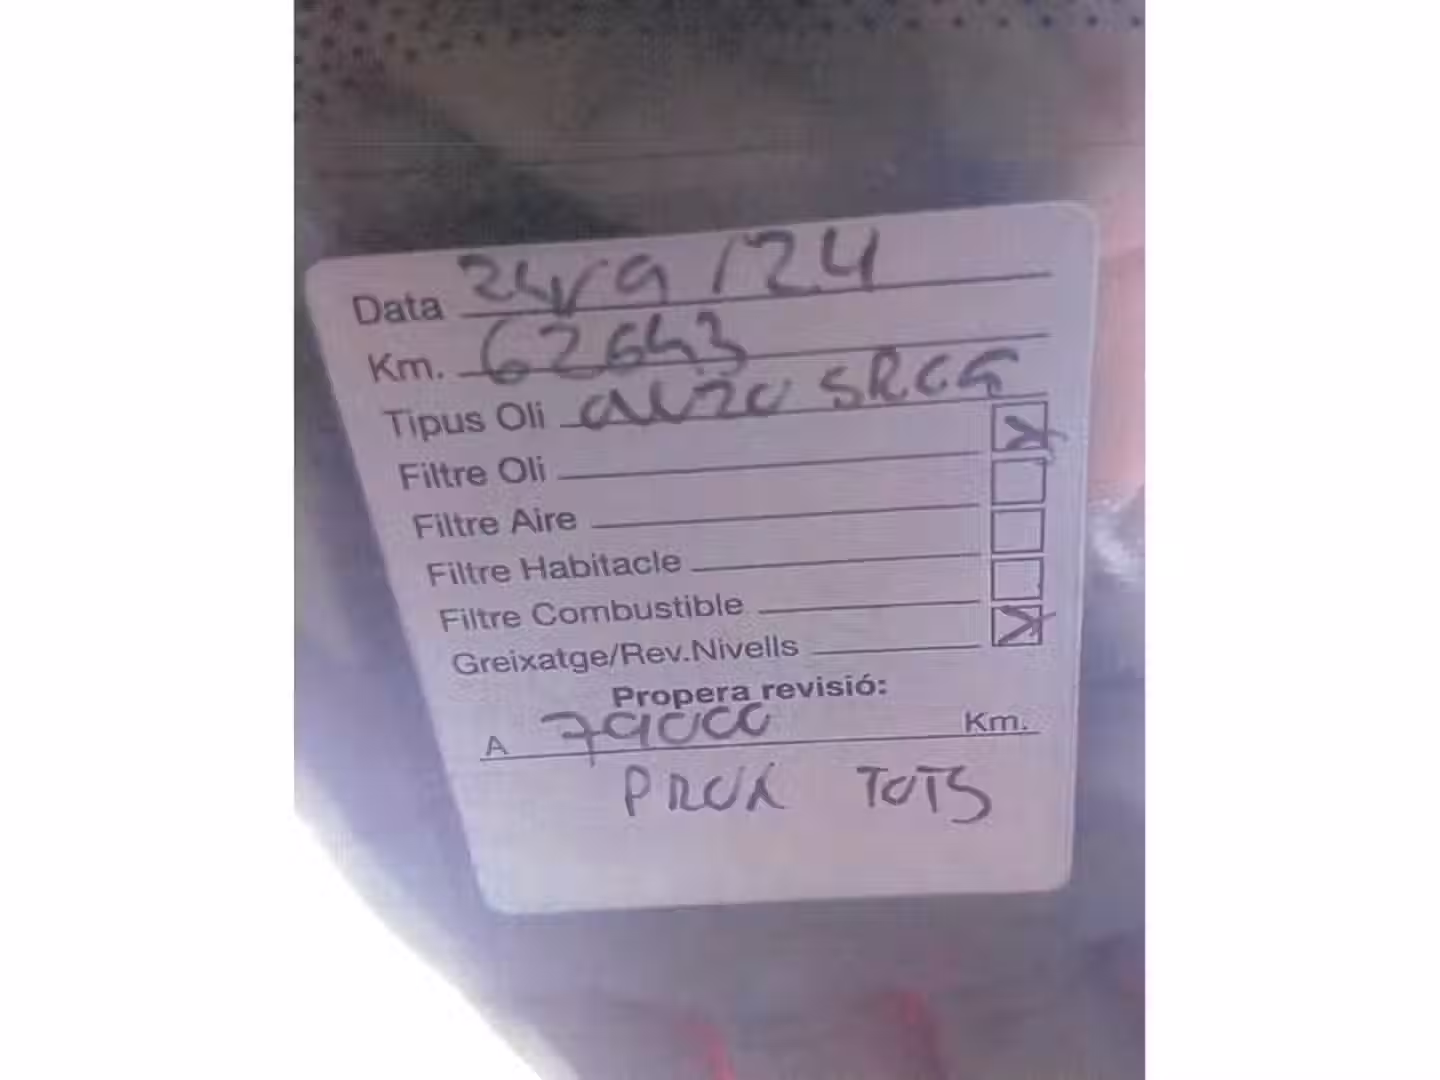 Data 24/9/24
Km. 62643
Tipus Oli
Filtre Oli
Filtre Aire
Filtre Habitacle
Filtre Combustible
Greixatge/Rev.Nivells
Propera revisió:
A 79000 Km.
PROX TOTS